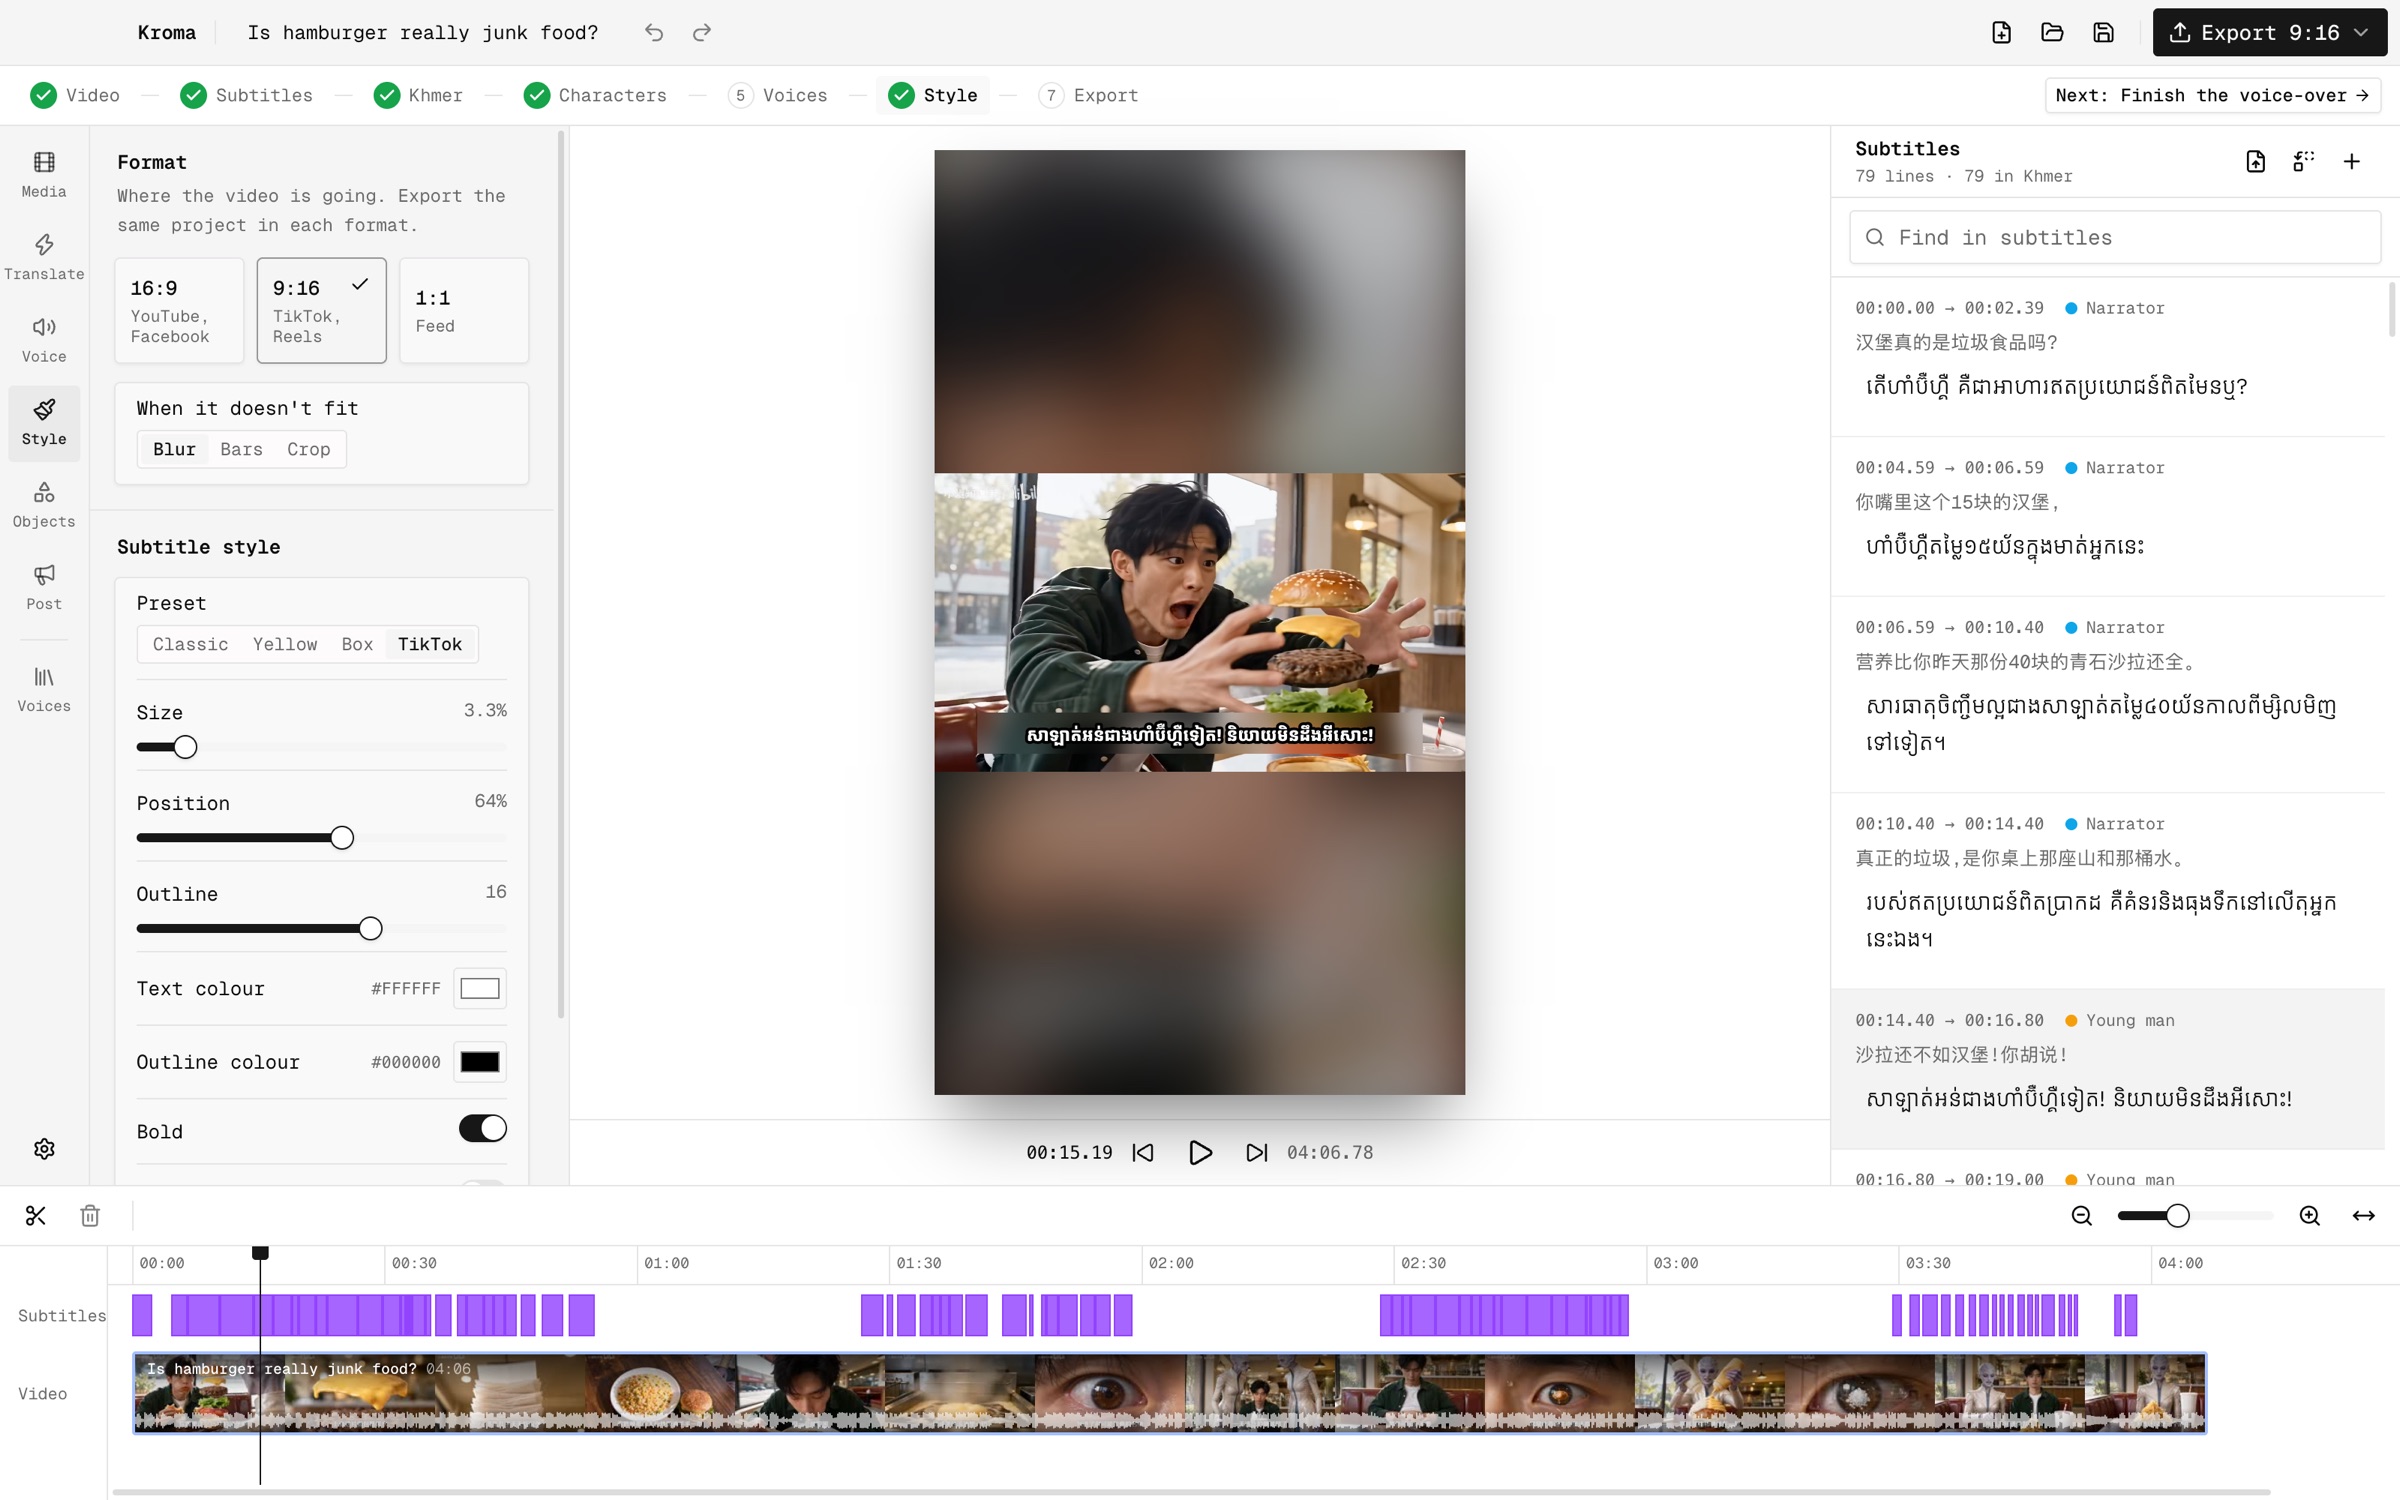 Kroma
Is hamburger really junk food?
Export 9:16
Video
Subtitles
Khmer
Characters
5 Voices
Style
7 Export
Next: Finish the voice-over →
Media
Translate
Voice
Style
Objects
Post
Voices
Format
Where the video is going. Export the
same project in each format.
16:9
YouTube,
Facebook
9:16
TikTok,
Reels
1:1
Feed
When it doesn't fit
Blur Bars Crop
Subtitle style
Preset
Classic Yellow Box TikTok
Size 3.3%
Position 64%
Outline 16
Text colour #FFFFFF
Outline colour #000000
Bold
សាឡាត់អន់ជាងហាំប៊ឺហ្គឺទៀត! និយាយមិនដឹងអីសោះ!
00:15.19
04:06.78
Subtitles
79 lines · 79 in Khmer
Find in subtitles
00:00.00 → 00:02.39 Narrator
汉堡真的是垃圾食品吗?
តើហាំប៊ឺហ្គឺ គឺជាអាហារឥតប្រយោជន៍ពិតមែនឬ?
00:04.59 → 00:06.59 Narrator
你嘴里这个15块的汉堡,
ហាំប៊ឺហ្គឺតម្លៃ១៥យ័នក្នុងមាត់អ្នកនេះ
00:06.59 → 00:10.40 Narrator
营养比你昨天那份40块的青石沙拉还全。
សារធាតុចិញ្ចឹមល្អជាងសាឡាត់តម្លៃ៤០យ័នកាលពីម្សិលមិញ
ទៅទៀត។
00:10.40 → 00:14.40 Narrator
真正的垃圾,是你桌上那座山和那桶水。
របស់ឥតប្រយោជន៍ពិតប្រាកដ គឺគំនរនិងធុងទឹកនៅលើតុអ្នក
នេះឯង។
00:14.40 → 00:16.80 Young man
沙拉还不如汉堡!你胡说!
សាឡាត់អន់ជាងហាំប៊ឺហ្គឺទៀត! និយាយមិនដឹងអីសោះ!
00:16.80 → 00:19.00 Young man
00:00 00:30 01:00 01:30 02:00 02:30 03:00 03:30 04:00
Subtitles
Is hamburger really junk food? 04:06
Video